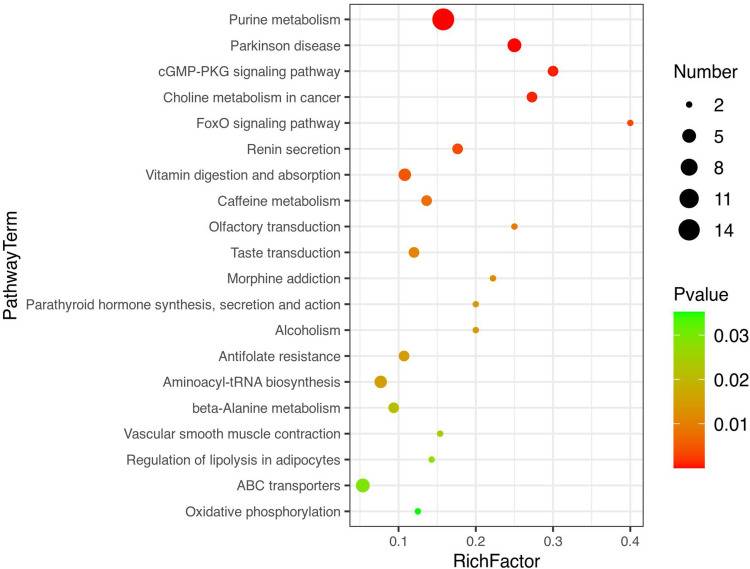 PathwayTerm
Purine metabolism
Parkinson disease
cGMP-PKG signaling pathway
Choline metabolism in cancer
FoxO signaling pathway
Renin secretion
Vitamin digestion and absorption
Caffeine metabolism
Olfactory transduction
Taste transduction
Morphine addiction
Parathyroid hormone synthesis, secretion and action
Alcoholism
Antifolate resistance
Aminoacyl-tRNA biosynthesis
beta-Alanine metabolism
Vascular smooth muscle contraction
Regulation of lipolysis in adipocytes
ABC transporters
Oxidative phosphorylation
0.1 0.2 0.3 0.4
RichFactor
Number
2
5
8
11
14
Pvalue
0.03
0.02
0.01